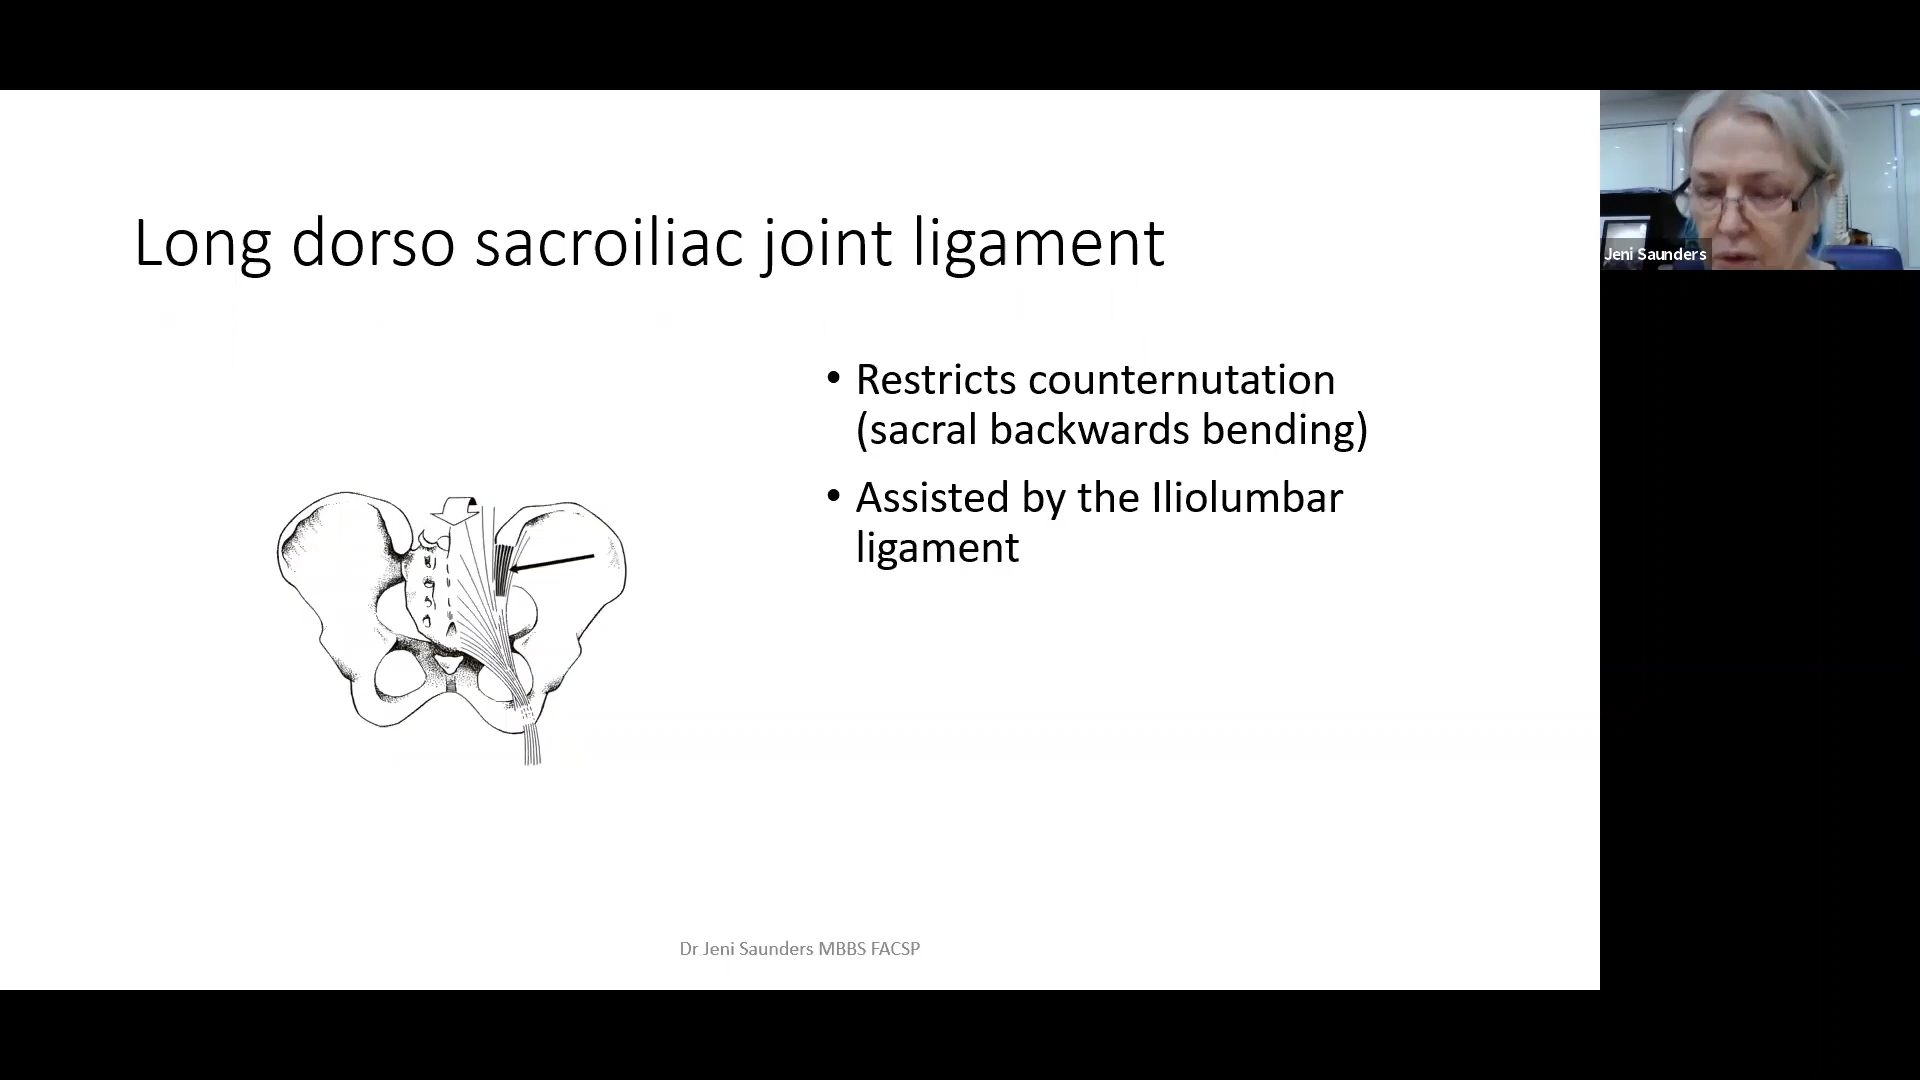 Long dorso sacroiliac joint ligament
• Restricts counternutation
(sacral backwards bending)
• Assisted by the Iliolumbar
ligament
Dr Jeni Saunders MBBS FACSP
Jeni Saunders